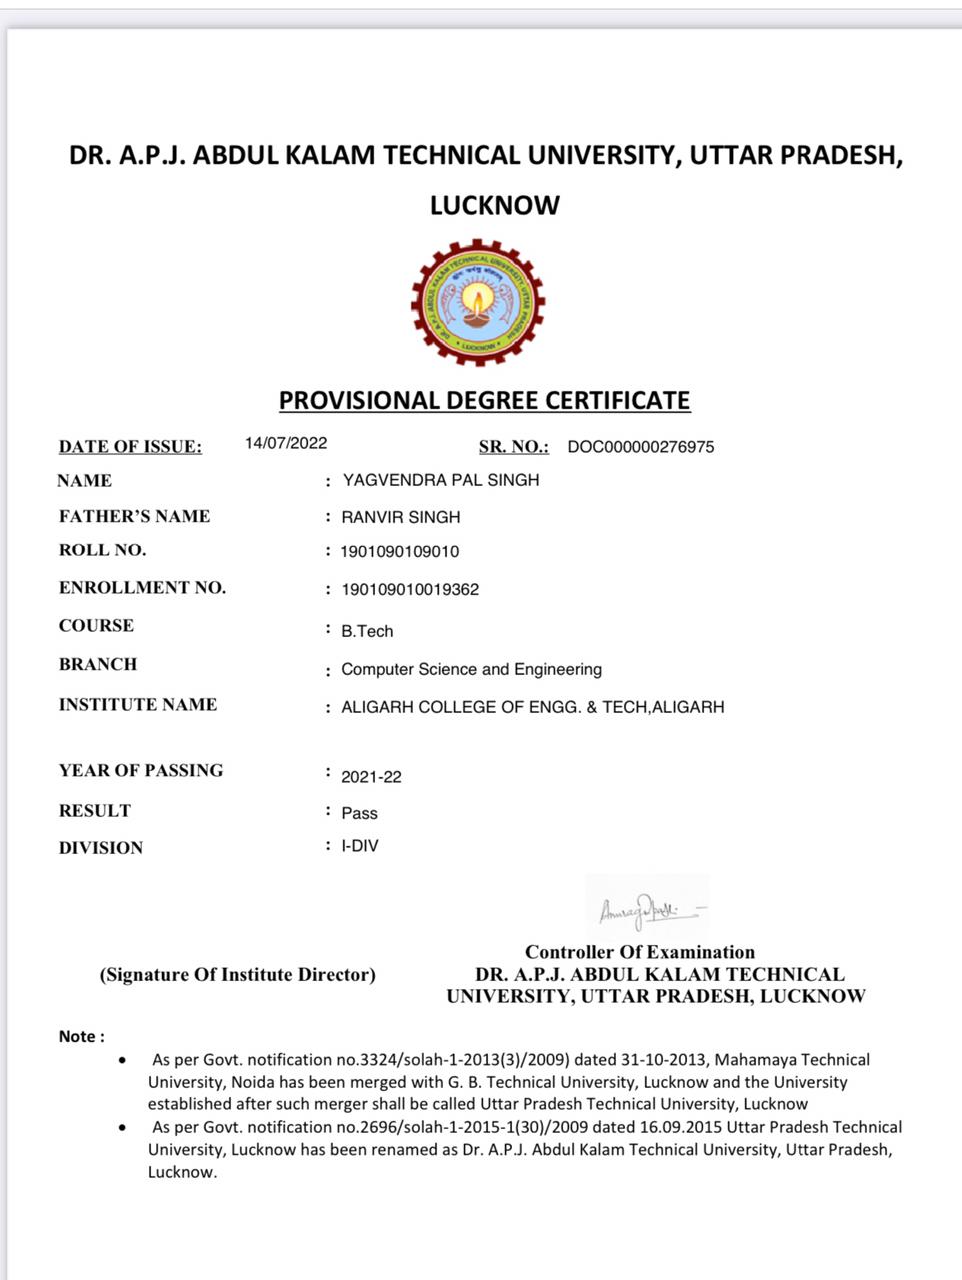 DR. A.P.J. ABDUL KALAM TECHNICAL UNIVERSITY, UTTAR PRADESH,
LUCKNOW
DR. A.P.J. ABDUL KALAM TECHNICAL UNIVERSITY, UTTAR PRADESH
LUCKNOW
PROVISIONAL DEGREE CERTIFICATE
DATE OF ISSUE: 14/07/2022 SR. NO.: DOC000000276975
NAME : YAGVENDRA PAL SINGH
FATHER'S NAME : RANVIR SINGH
ROLL NO. : 1901090109010
ENROLLMENT NO. : 190109010019362
COURSE : B.Tech
BRANCH : Computer Science and Engineering
INSTITUTE NAME : ALIGARH COLLEGE OF ENGG. & TECH,ALIGARH
YEAR OF PASSING : 2021-22
RESULT : Pass
DIVISION : I-DIV
Controller Of Examination
(Signature Of Institute Director) DR. A.P.J. ABDUL KALAM TECHNICAL
UNIVERSITY, UTTAR PRADESH, LUCKNOW
Note :
• As per Govt. notification no.3324/solah-1-2013(3)/2009) dated 31-10-2013, Mahamaya Technical
University, Noida has been merged with G. B. Technical University, Lucknow and the University
established after such merger shall be called Uttar Pradesh Technical University, Lucknow
• As per Govt. notification no.2696/solah-1-2015-1(30)/2009 dated 16.09.2015 Uttar Pradesh Technical
University, Lucknow has been renamed as Dr. A.P.J. Abdul Kalam Technical University, Uttar Pradesh,
Lucknow.